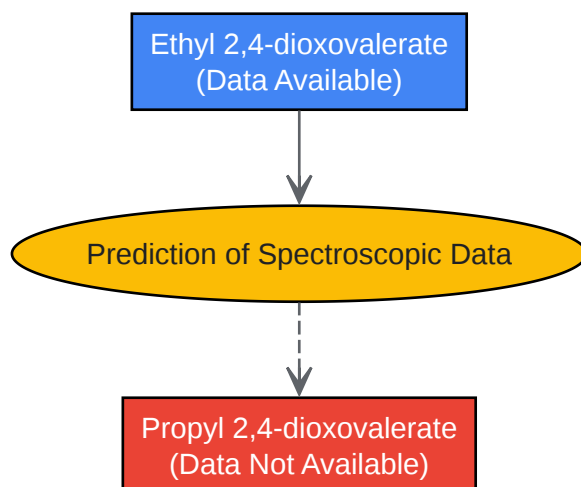 Ethyl 2,4-dioxovalerate
(Data Available)
Prediction of Spectroscopic Data
Propyl 2,4-dioxovalerate
(Data Not Available)